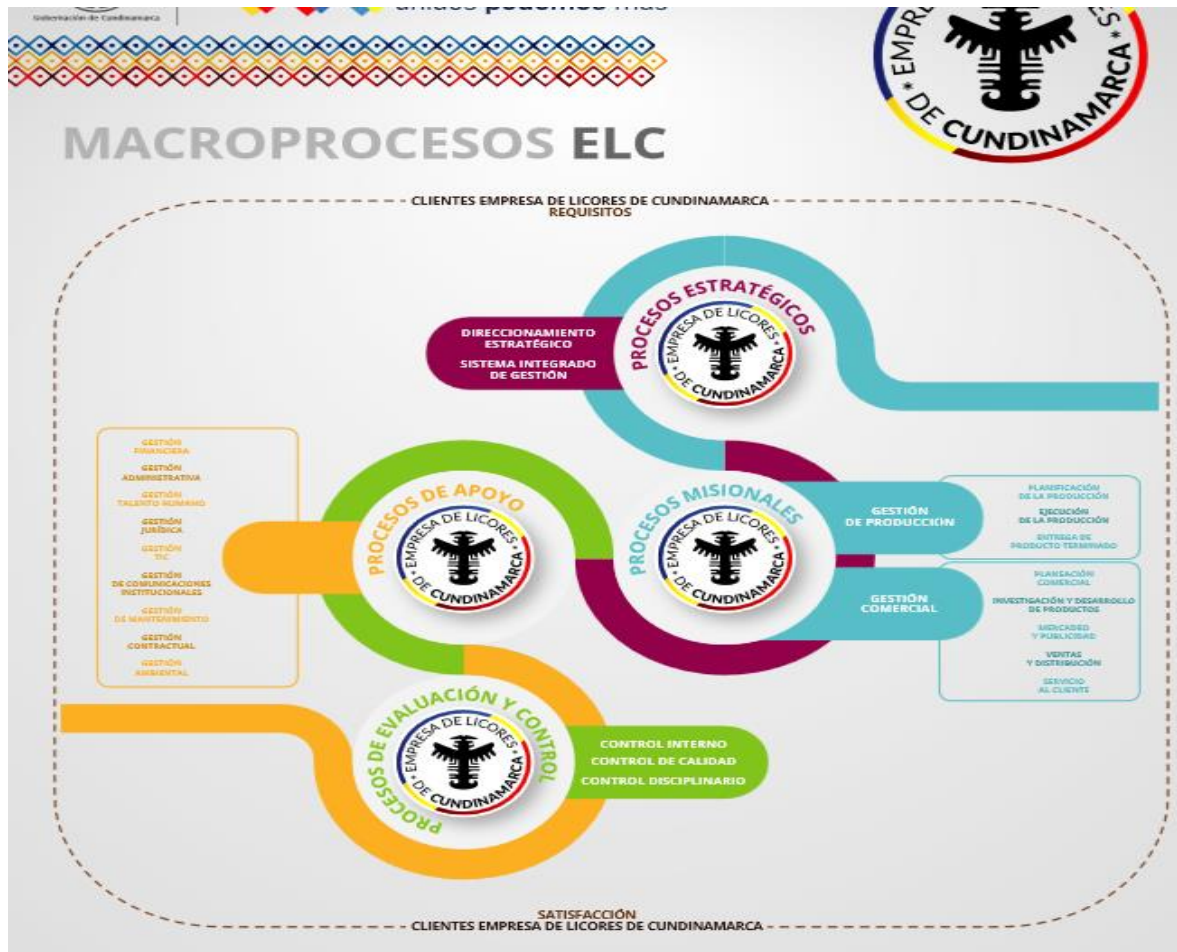 Gobernación de Cundinamarca
unidos podemos más
EMPRESA
DE CUNDINAMARCA
MACROPROCESOS ELC
CLIENTES EMPRESA DE LICORES DE CUNDINAMARCA
REQUISITOS
PROCESOS ESTRATÉGICOS
EMPRESA DE LICORES
DE CUNDINAMARCA
DIRECCIONAMIENTO
ESTRATÉGICO
SISTEMA INTEGRADO
DE GESTIÓN
GESTIÓN
FINANCIERA
GESTIÓN
ADMINISTRATIVA
GESTIÓN
TALENTO HUMANO
GESTIÓN
JURÍDICA
GESTIÓN
TIC
GESTIÓN
DE COMUNICACIONES
INSTITUCIONALES
GESTIÓN
DE MANTENIMIENTO
GESTIÓN
CONTRACTUAL
GESTIÓN
AMBIENTAL
PROCESOS DE APOYO
EMPRESA DE LICORES
DE CUNDINAMARCA
PROCESOS MISIONALES
EMPRESA DE LICORES
DE CUNDINAMARCA
GESTIÓN
DE PRODUCCIÓN
PLANIFICACIÓN
DE LA PRODUCCIÓN
EJECUCIÓN
DE LA PRODUCCIÓN
ENTREGA DE
PRODUCTO TERMINADO
GESTIÓN
COMERCIAL
PLANEACIÓN
COMERCIAL
INVESTIGACIÓN Y DESARROLLO
DE PRODUCTOS
MERCADEO
Y PUBLICIDAD
VENTAS
Y DISTRIBUCIÓN
SERVICIO
AL CLIENTE
PROCESOS DE EVALUACIÓN Y CONTROL
EMPRESA DE LICORES
DE CUNDINAMARCA
CONTROL INTERNO
CONTROL DE CALIDAD
CONTROL DISCIPLINARIO
SATISFACCIÓN
CLIENTES EMPRESA DE LICORES DE CUNDINAMARCA